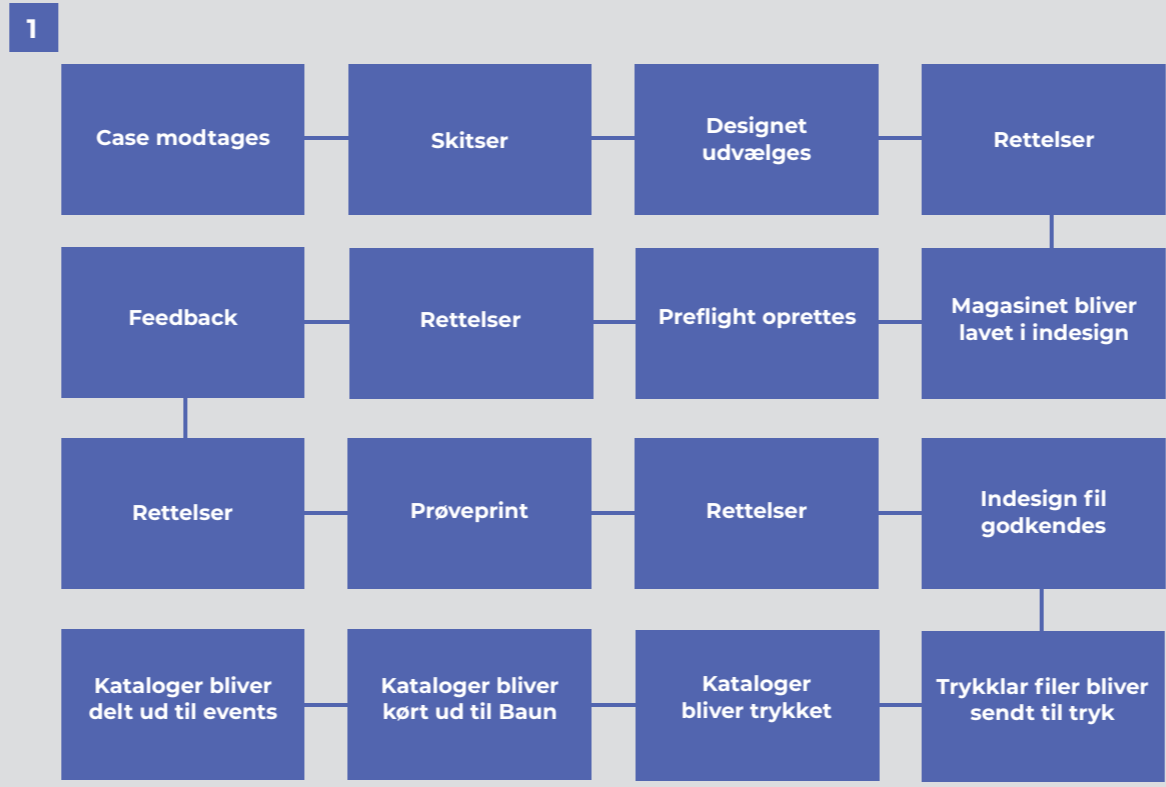 1
Case modtages
Skitser
Designet
udvælges
Rettelser
Feedback
Rettelser
Preflight oprettes
Magasinet bliver
lavet i indesign
Rettelser
Prøveprint
Rettelser
Indesign fil
godkendes
Kataloger bliver
delt ud til events
Kataloger bliver
kørt ud til Baun
Kataloger
bliver trykket
Trykklar filer bliver
sendt til tryk